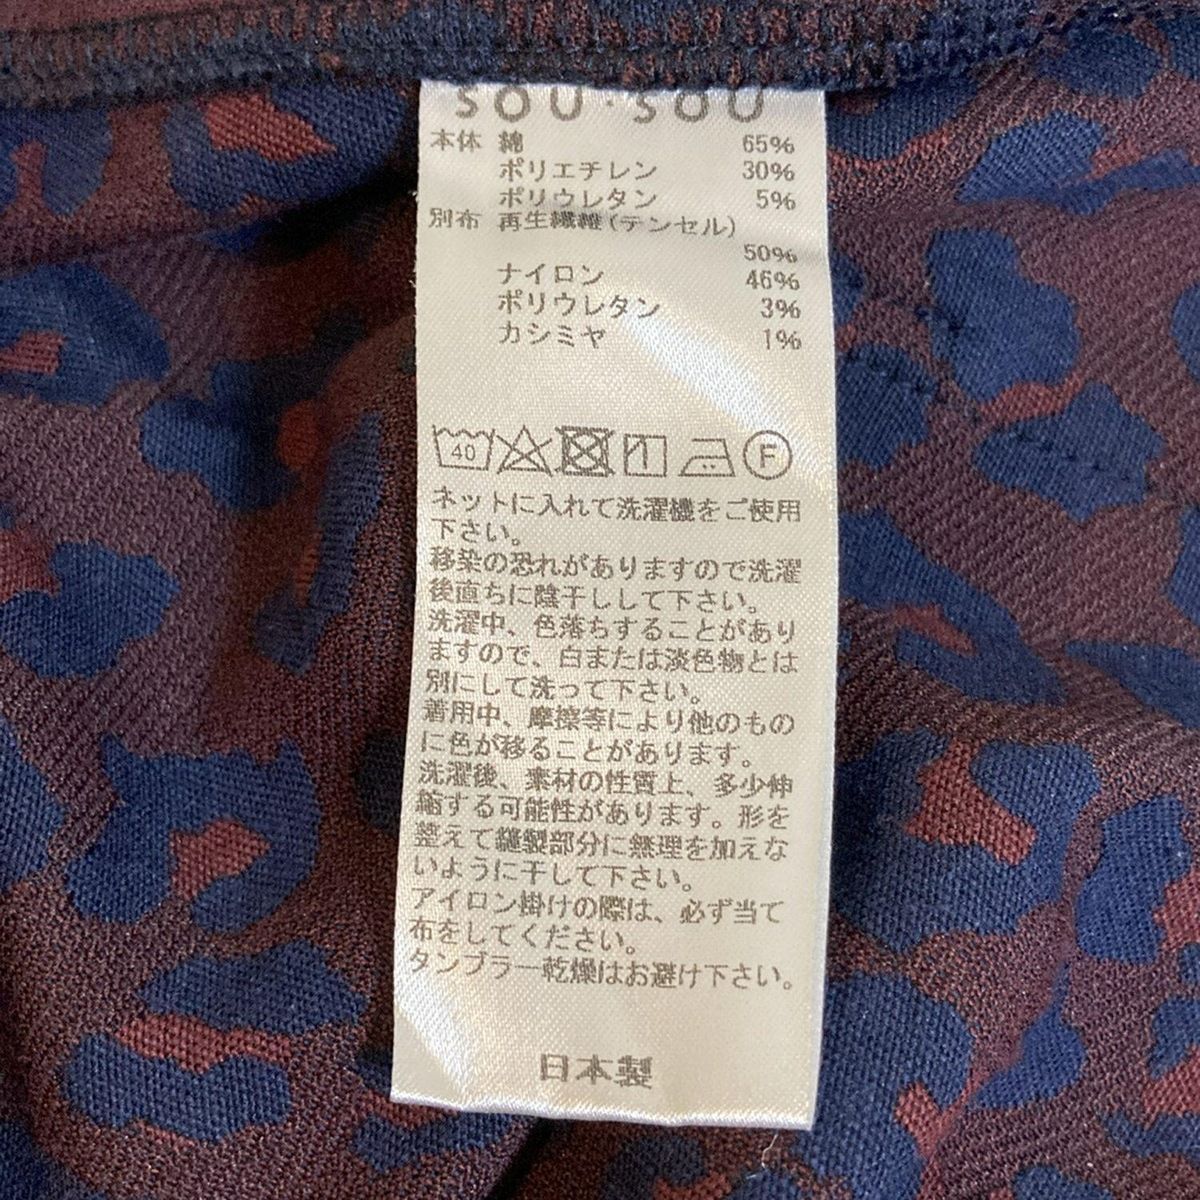 SOU・SOU
本体 綿 65%
ポリエチレン 30%
ポリウレタン 5%
別布 再生繊維(テンセル)
50%
ナイロン 46%
ポリウレタン 3%
カシミヤ 1%
40 F
ネットに入れて洗濯機をご使用
下さい。
移染の恐れがありますので洗濯
後直ちに陰干しして下さい。
洗濯中、色落ちすることがあり
ますので、白または淡色物とは
別にして洗って下さい。
着用中、摩擦等により他のもの
に色が移ることがあります。
洗濯後、素材の性質上、多少伸
縮する可能性があります。形を
整えて縫製部分に無理を加えな
いように干して下さい。
アイロン掛けの際は、必ず当て
布をしてください。
タンブラー乾燥はお避け下さい。
日本製